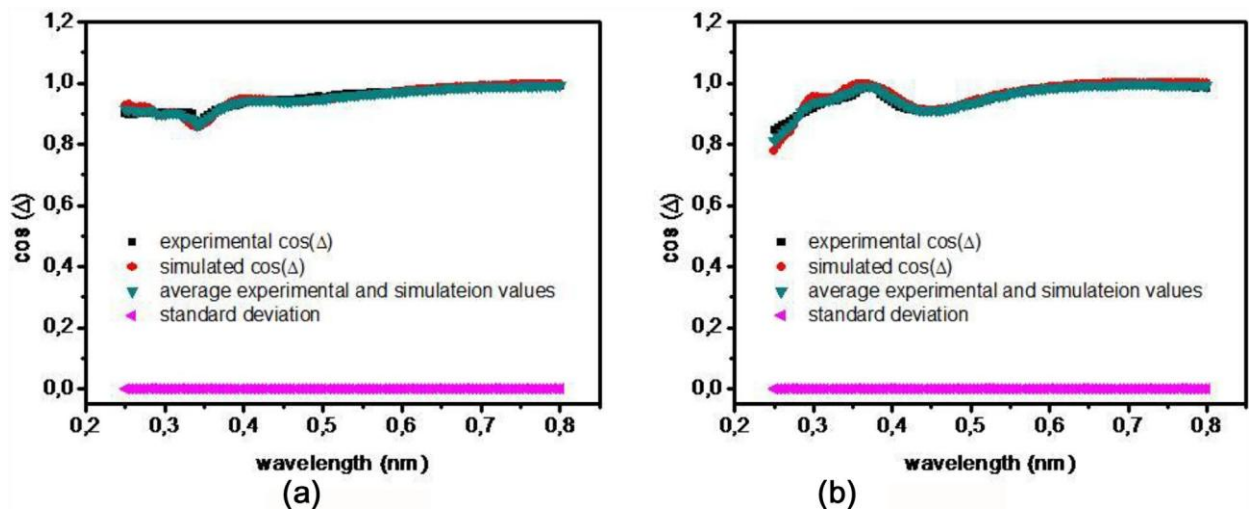 1,2
1,0
0,8
0,6
0,4
0,2
0,0
cos (Δ)
experimental cos(Δ)
simulated cos(Δ)
average experimental and simulateion values
standard deviation
0,2 0,3 0,4 0,5 0,6 0,7 0,8
wavelength (nm)
(a)
1,2
1,0
0,8
0,6
0,4
0,2
0,0
cos (Δ)
experimental cos(Δ)
simulated cos(Δ)
average experimental and simulateion values
standard deviation
0,2 0,3 0,4 0,5 0,6 0,7 0,8
wavelength (nm)
(b)